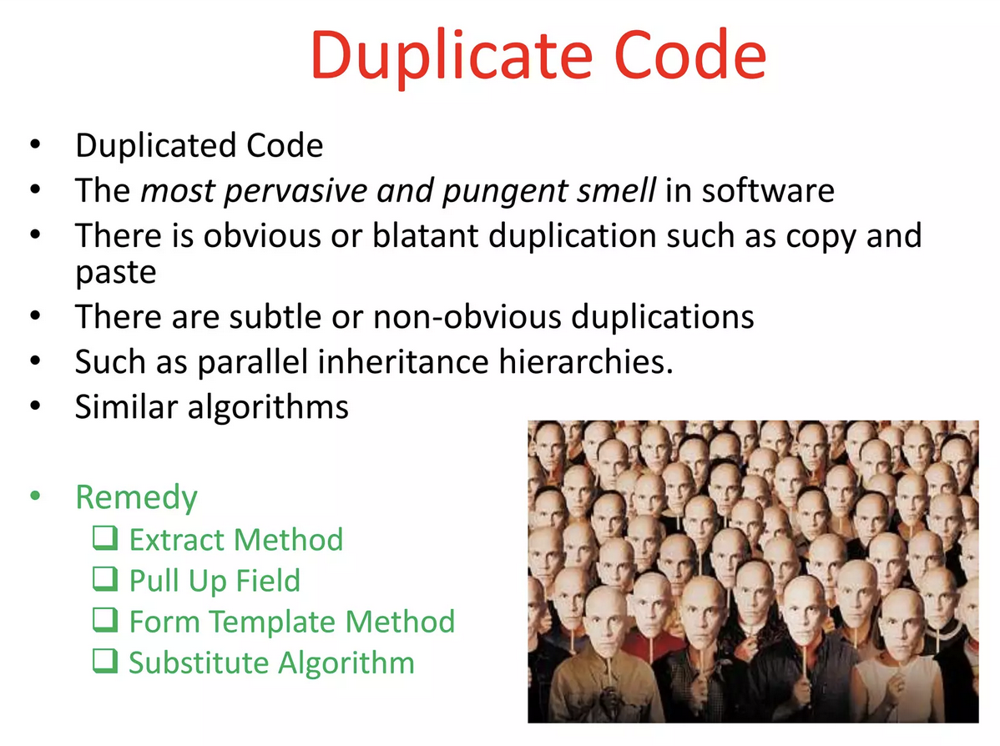 Duplicate Code
• Duplicated Code
• The most pervasive and pungent smell in software
• There is obvious or blatant duplication such as copy and
paste
• There are subtle or non-obvious duplications
• Such as parallel inheritance hierarchies.
• Similar algorithms
• Remedy
❑ Extract Method
❑ Pull Up Field
❑ Form Template Method
❑ Substitute Algorithm